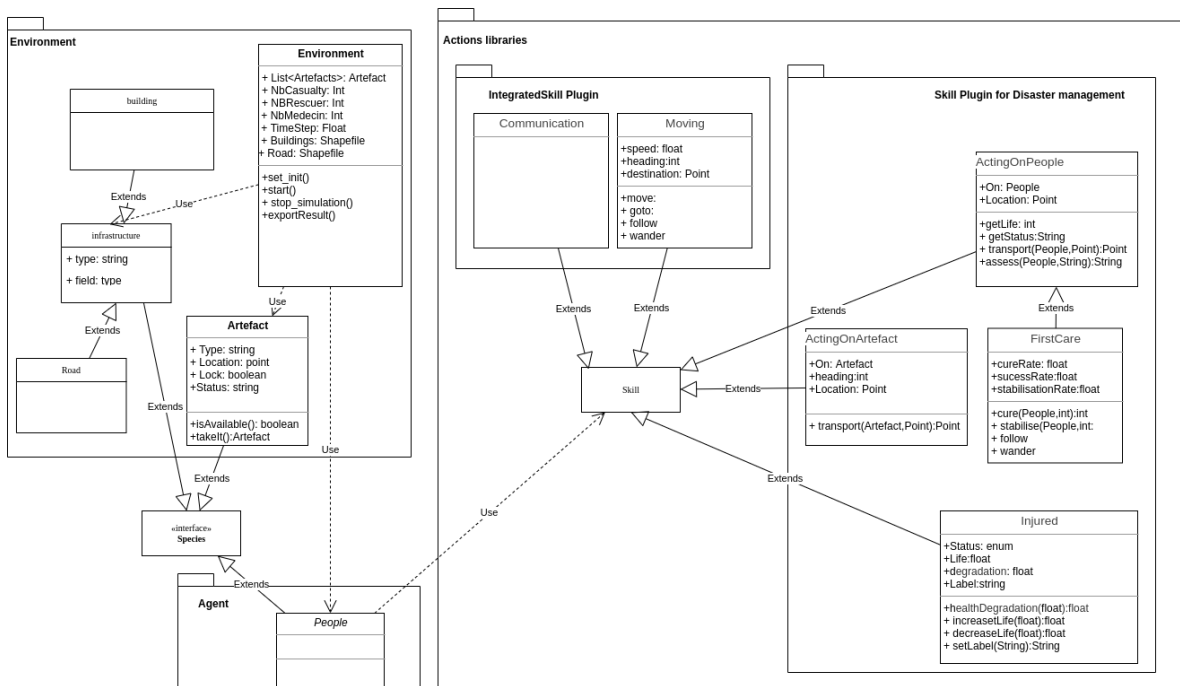 Environment
building
Extends
infrastructure
+ type: string
+ field: type
Extends
Road
Environment
+ List<Artefacts>: Artefact
+ NbCasualty: Int
+ NBRescuer: Int
+ NbMedecin: Int
+ TimeStep: Float
+ Buildings: Shapefile
+ Road: Shapefile
+set_init()
+start()
+ stop_simulation()
+exportResult()
Use
Use
Artefact
+ Type: string
+ Location: point
+ Lock: boolean
+Status: string
+isAvailable(): boolean
+takeIt():Artefact
Extends
Extends
Use
«interface»
Species
Extends
Agent
People
Use
Actions libraries
IntegratedSkill Plugin
Communication
Moving
+speed: float
+heading:int
+destination: Point
+move:
+ goto:
+ follow
+ wander
Extends
Extends
Skill
Skill Plugin for Disaster management
ActingOnPeople
+On: People
+Location: Point
+getLife: int
+ getStatus:String
+ transport(People,Point):Point
+assess(People,String):String
Extends
Extends
ActingOnArtefact
+On: Artefact
+heading:int
+Location: Point
+ transport(Artefact,Point):Point
Extends
FirstCare
+cureRate: float
+sucessRate:float
+stabilisationRate:float
+cure(People,int):int
+ stabilise(People,int:
+ follow
+ wander
Extends
Injured
+Status: enum
+Life:float
+degradation: float
+Label:string
+healthDegradation(float):float
+ increasetLife(float):float
+ decreaseLife(float):float
+ setLabel(String):String